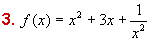 3. f(x) = x² + 3x + 1/x²